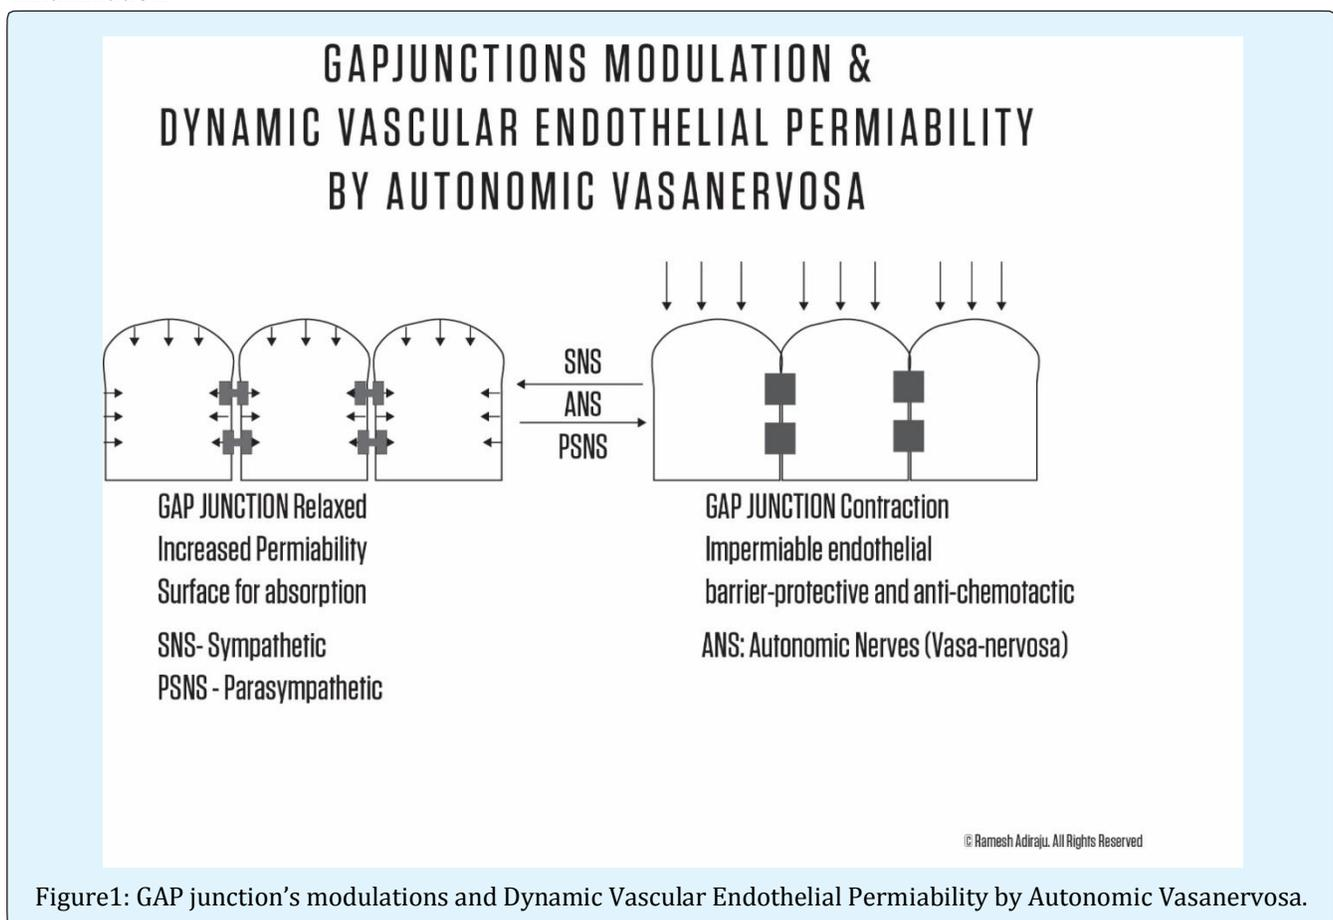 GAPJUNCTIONS MODULATION &
DYNAMIC VASCULAR ENDOTHELIAL PERMIABILITY
BY AUTONOMIC VASANERVOSA
SNS
ANS
PSNS
GAP JUNCTION Relaxed
Increased Permiability
Surface for absorption
SNS- Sympathetic
PSNS - Parasympathetic
GAP JUNCTION Contraction
Impermiable endothelial
barrier-protective and anti-chemotactic
ANS: Autonomic Nerves (Vasa-nervosa)
© Ramesh Adiraju. All Rights Reserved
Figure1: GAP junction’s modulations and Dynamic Vascular Endothelial Permiability by Autonomic Vasanervosa.